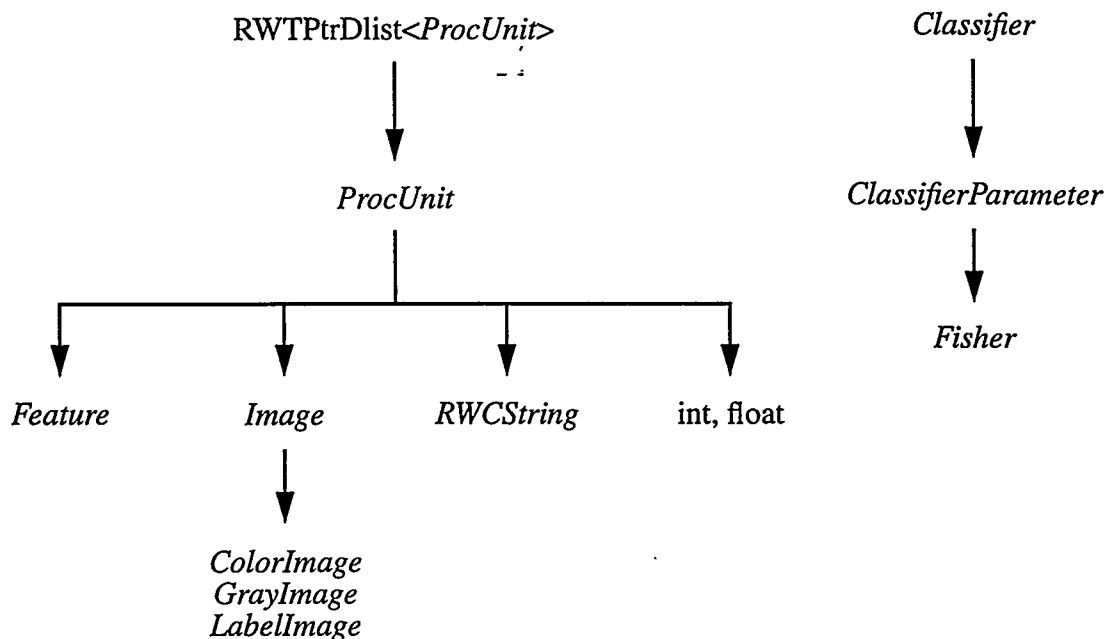 RWTPtrDlist<ProcUnit>
Classifier
ProcUnit
ClassifierParameter
Fisher
Feature
Image
RWCString
int, float
ColorImage
GrayImage
LabelImage